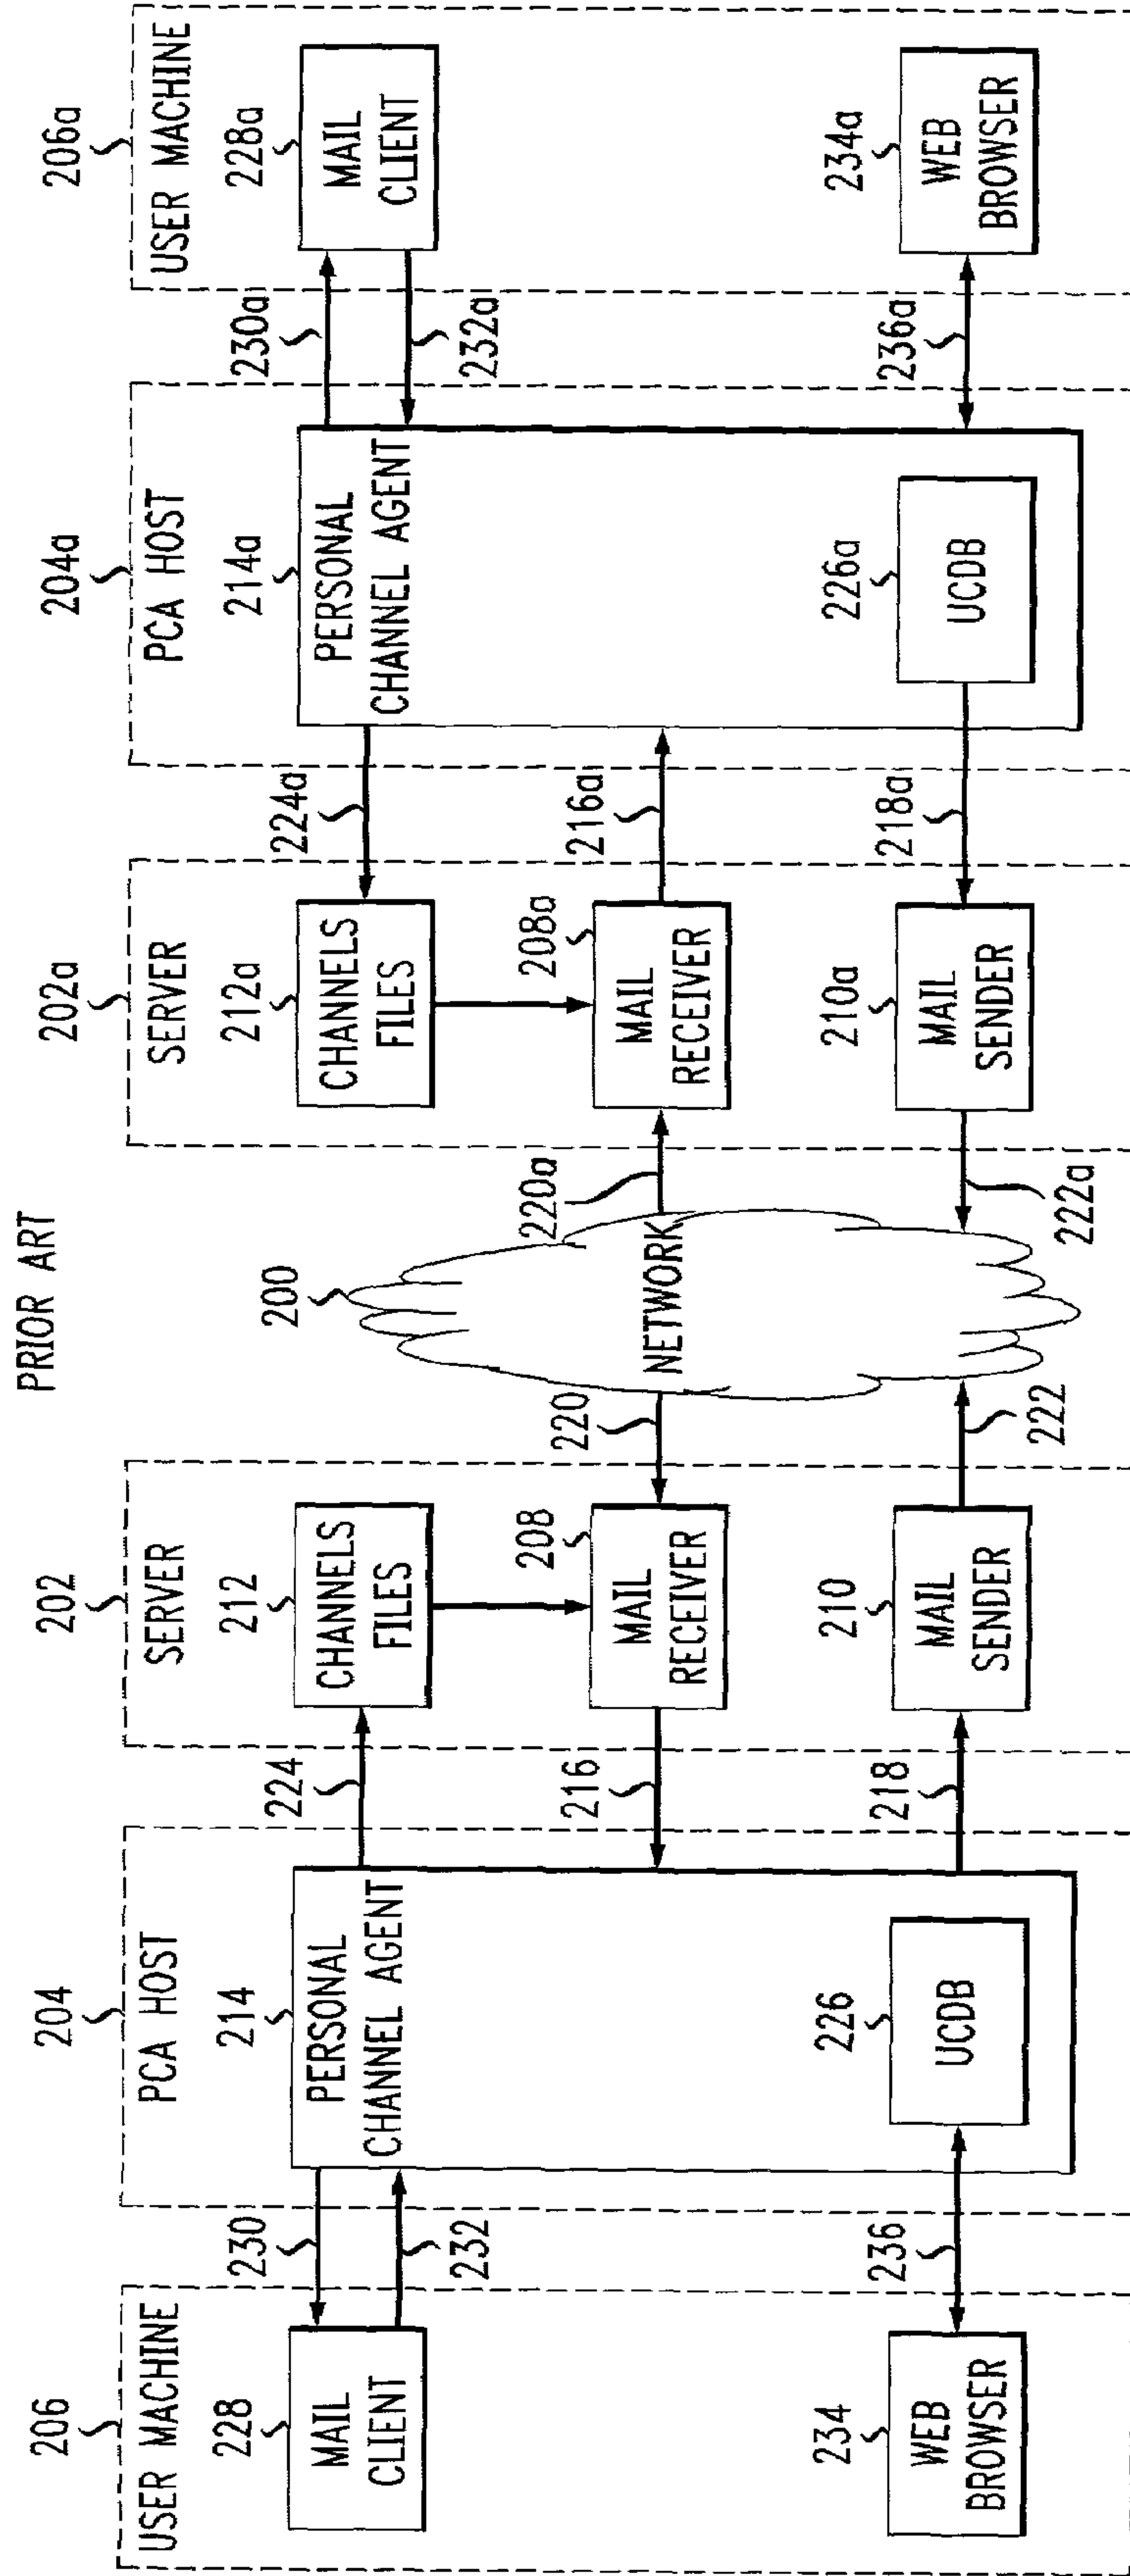 PRIOR ART
206
USER MACHINE
228
MAIL
CLIENT
230
232
234
WEB
BROWSER
236
204
PCA HOST
214
PERSONAL
CHANNEL AGENT
226
UCDB
224
216
218
202
SERVER
212
CHANNELS
FILES
208
MAIL
RECEIVER
210
MAIL
SENDER
220
222
200
NETWORK
220a
222a
202a
SERVER
212a
CHANNELS
FILES
208a
MAIL
RECEIVER
210a
MAIL
SENDER
224a
216a
218a
204a
PCA HOST
214a
PERSONAL
CHANNEL AGENT
226a
UCDB
230a
232a
236a
206a
USER MACHINE
228a
MAIL
CLIENT
234a
WEB
BROWSER